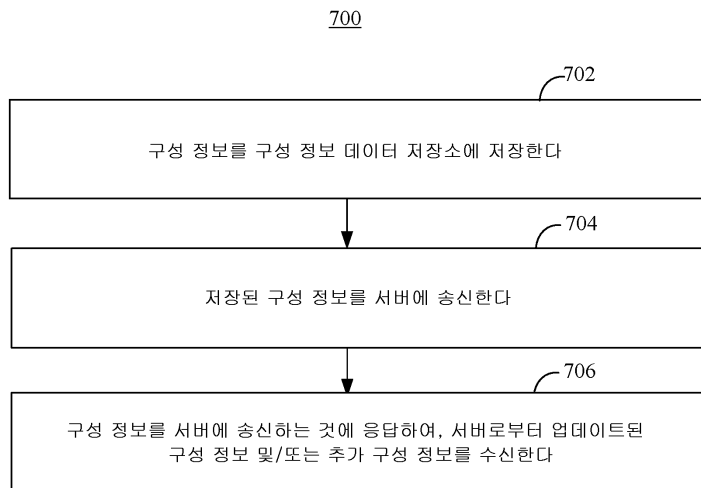 700
702
구성 정보를 구성 정보 데이터 저장소에 저장한다
704
저장된 구성 정보를 서버에 송신한다
706
구성 정보를 서버에 송신하는 것에 응답하여, 서버로부터 업데이트된
구성 정보 및/또는 추가 구성 정보를 수신한다